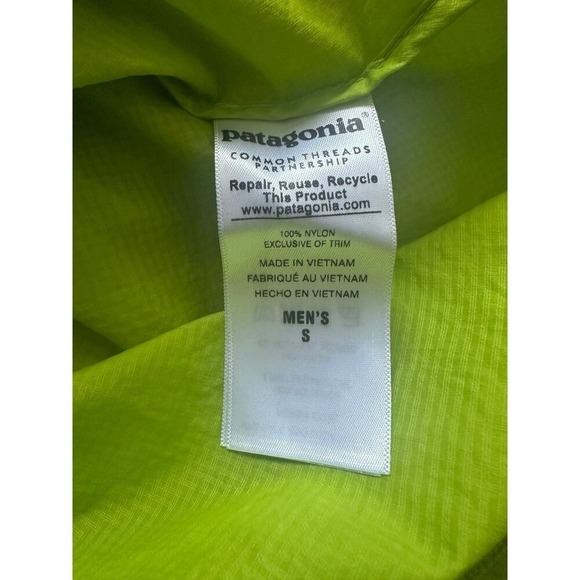 patagonia®
COMMON THREADS
PARTNERSHIP
Repair, Reuse, Recycle
This Product
www.patagonia.com
100% NYLON
EXCLUSIVE OF TRIM
MADE IN VIETNAM
FABRIQUÉ AU VIETNAM
HECHO EN VIETNAM
MEN'S
S